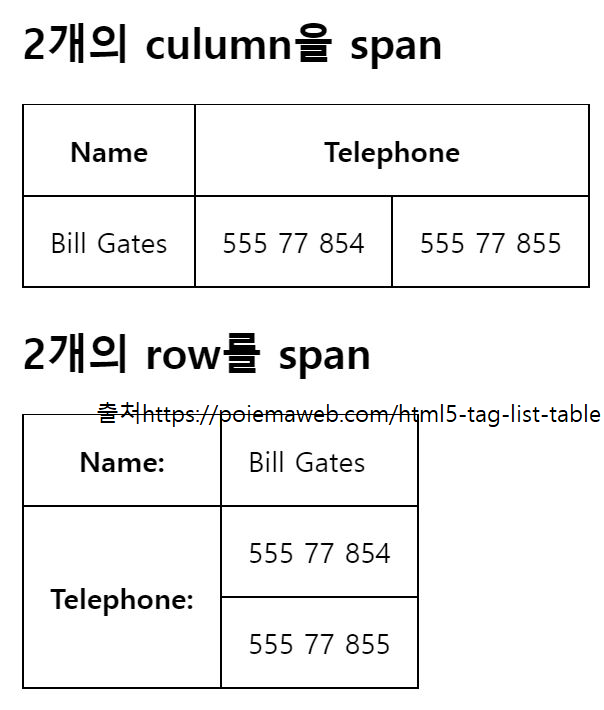 2개의 culumn을 span
Name Telephone
Bill Gates 555 77 854 555 77 855
2개의 row를 span
출처https://poiemaweb.com/html5-tag-list-table
Name: Bill Gates
Telephone: 555 77 854
555 77 855